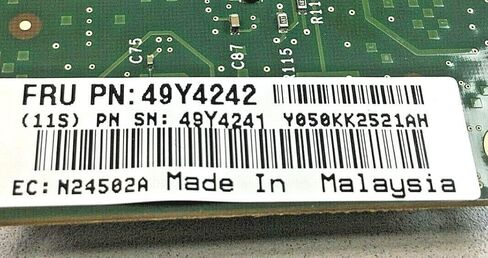 R11
C75
C87
R115
FRU PN: 49Y4242
(11S) PN SN: 49Y4241 Y050KK2521AH
EC: N24502A Made In Malaysia